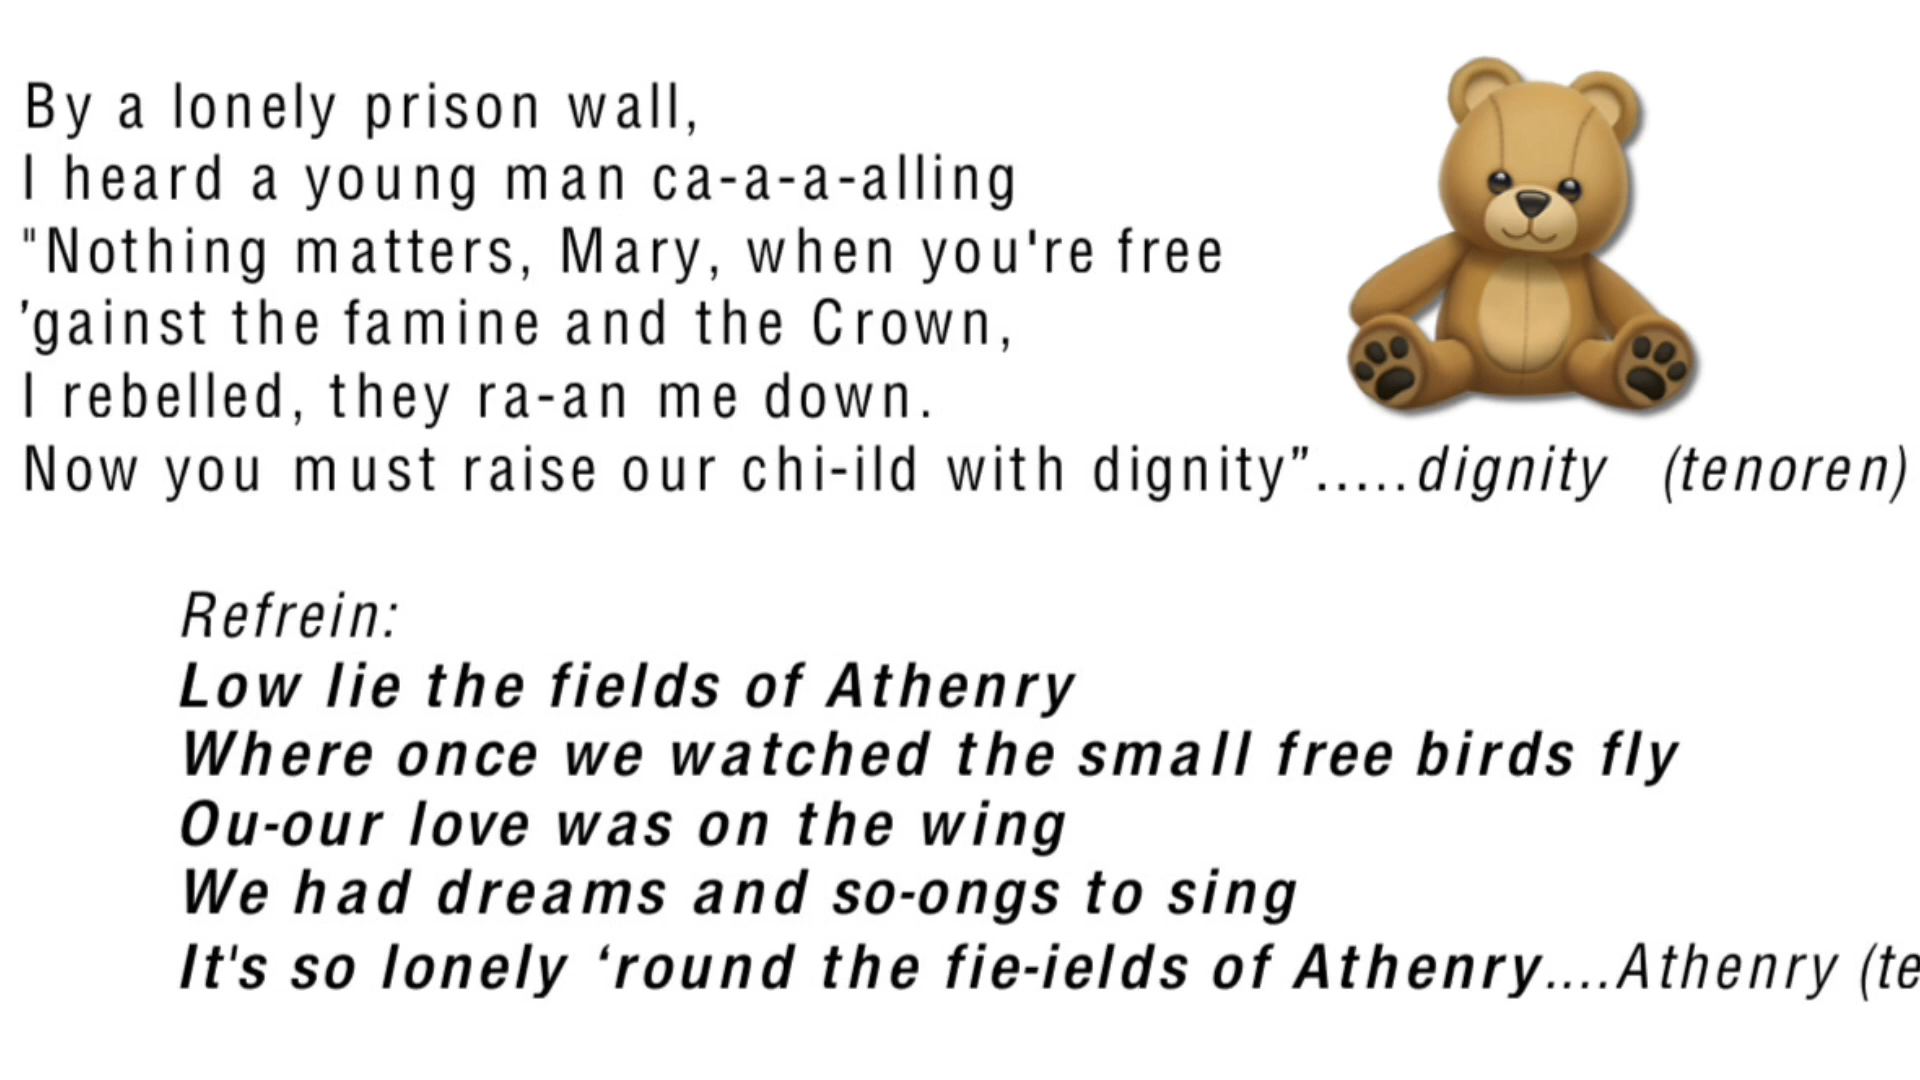 By a lonely prison wall,
I heard a young man ca-a-a-alling
"Nothing matters, Mary, when you're free
’gainst the famine and the Crown,
I rebelled, they ra-an me down.
Now you must raise our chi-ild with dignity”.....dignity (tenoren)
Refrein:
Low lie the fields of Athenry
Where once we watched the small free birds fly
Ou-our love was on the wing
We had dreams and so-ongs to sing
It's so lonely ‘round the fie-ields of Athenry....Athenry (te